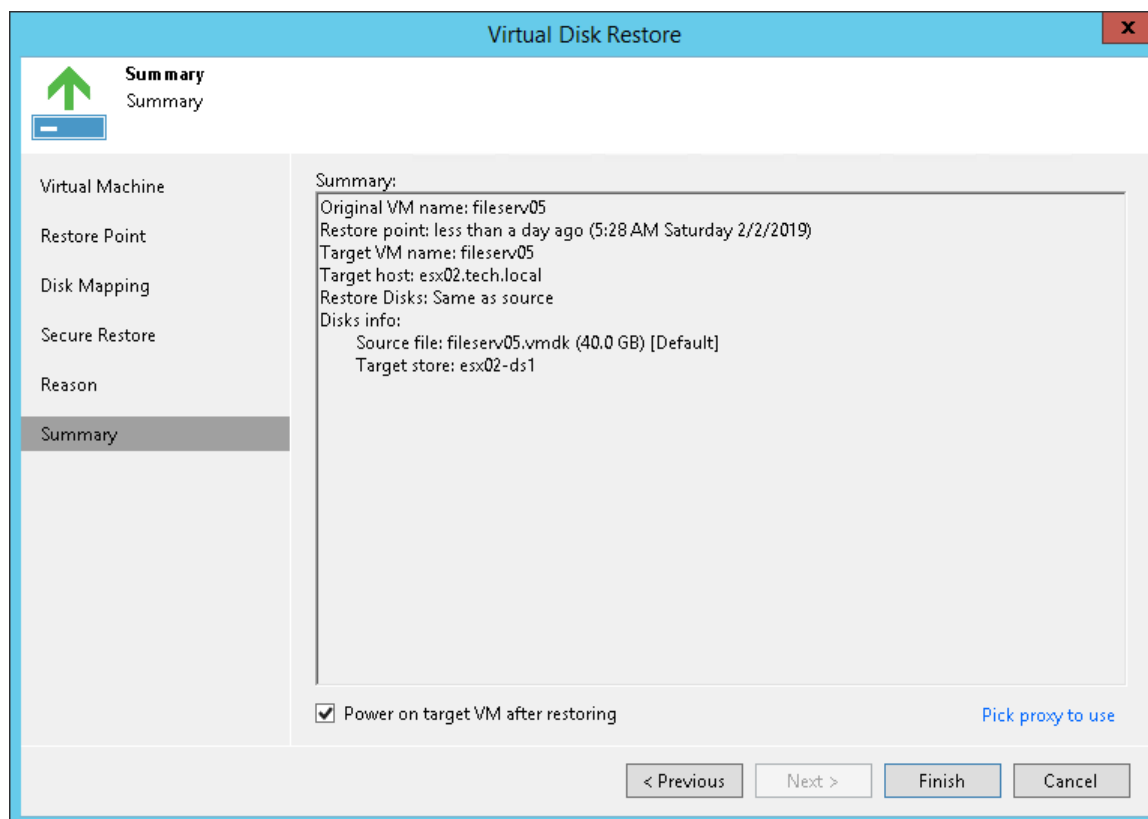 Virtual Disk Restore
x
Summary
Summary
Virtual Machine
Restore Point
Disk Mapping
Secure Restore
Reason
Summary
Summary:
Original VM name: fileserv05
Restore point: less than a day ago (5:28 AM Saturday 2/2/2019)
Target VM name: fileserv05
Target host: esx02.tech.local
Restore Disks: Same as source
Disks info:
Source file: fileserv05.vmdk (40.0 GB) [Default]
Target store: esx02-ds1
Power on target VM after restoring
Pick proxy to use
< Previous
Next >
Finish
Cancel